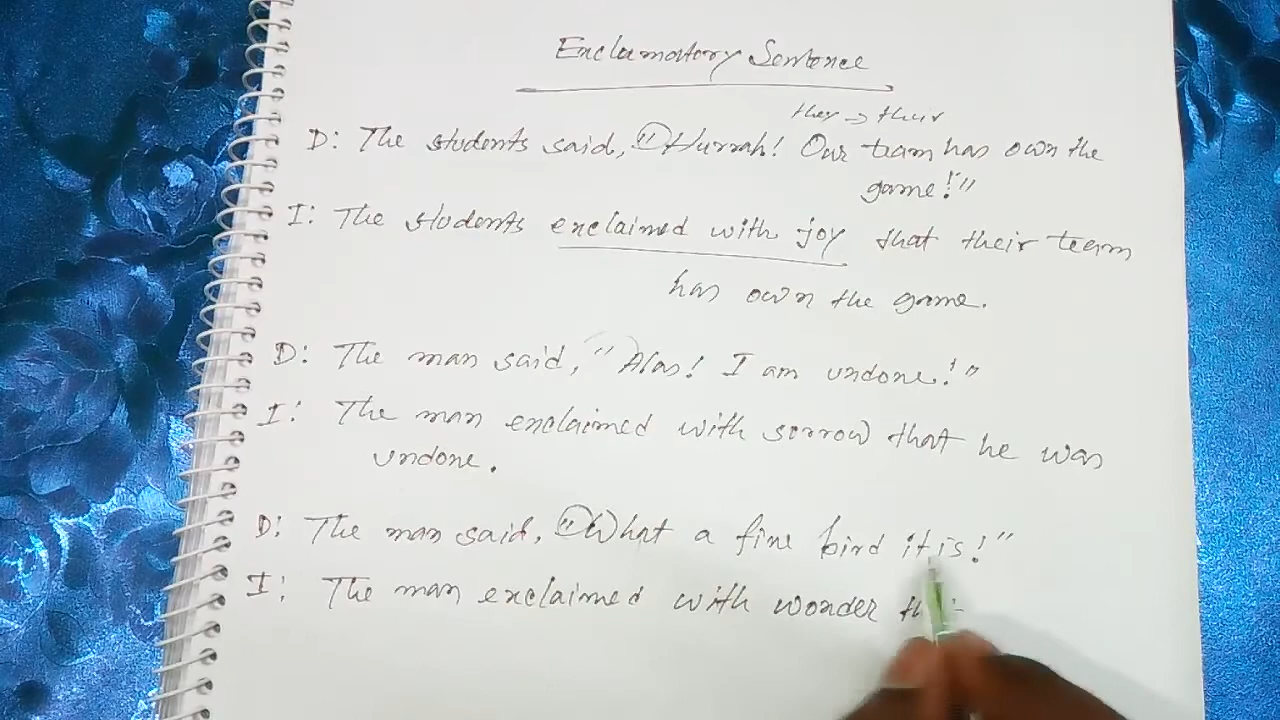 Exclamatory Sentence
they → their
D: The students said, "Hurrah! Our team has own the
game!"
I: The students exclaimed with joy that their team
has own the game.
D: The man said, "Alas! I am undone!"
I: The man exclaimed with sorrow that he was
undone.
D: The man said, "What a fine bird it is!"
I: The man exclaimed with wonder